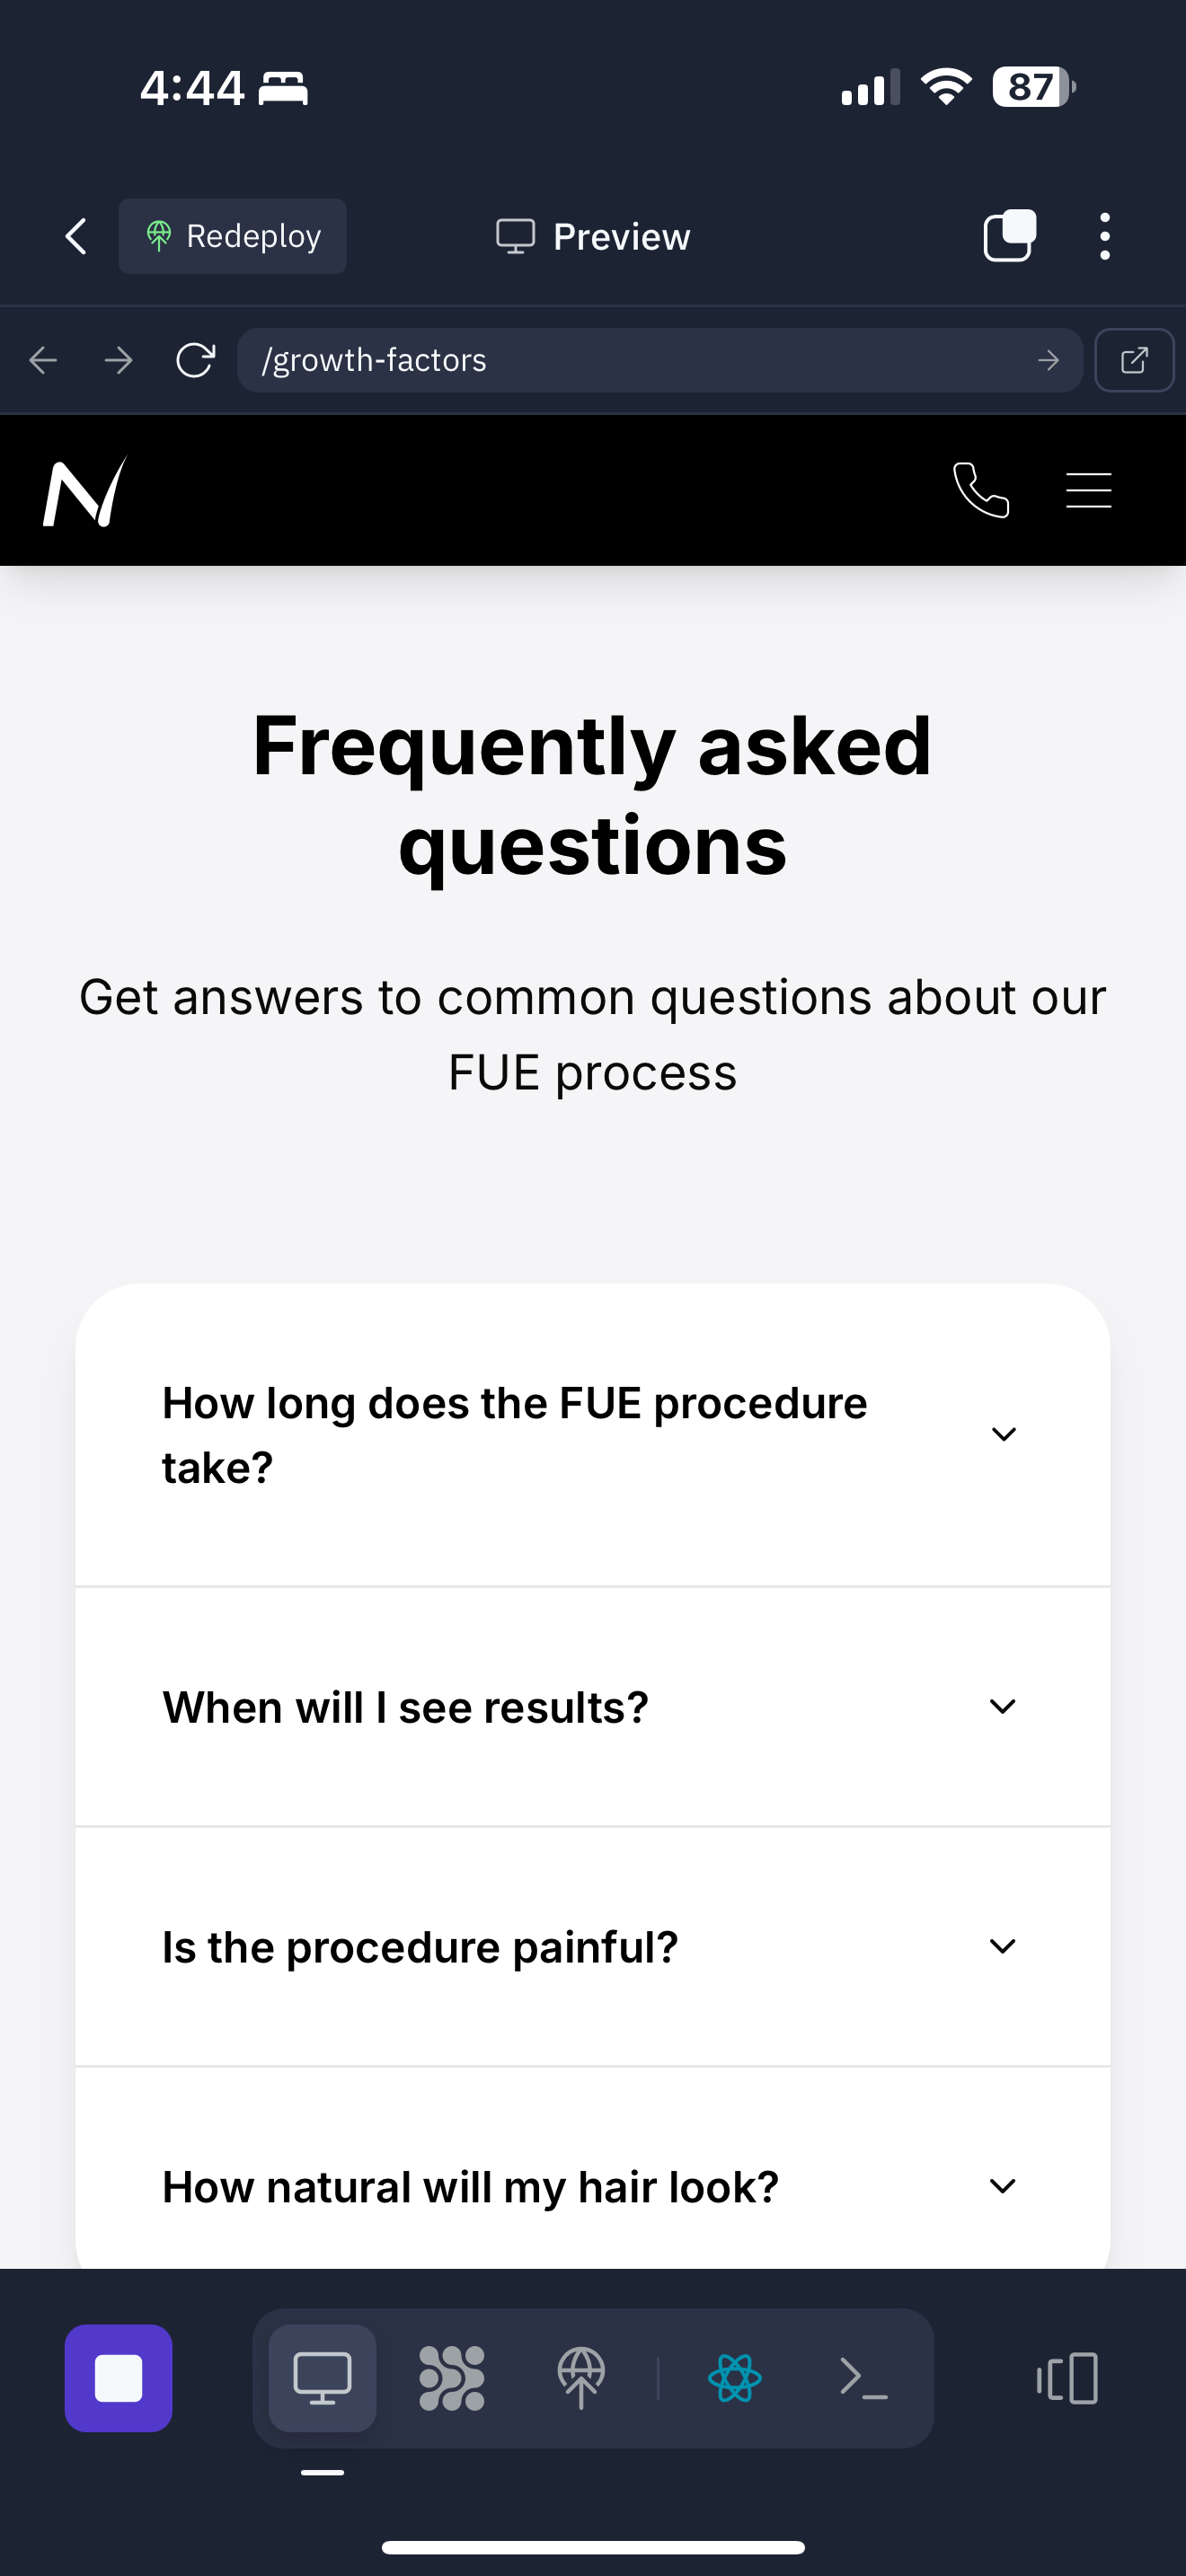 4:44
87
Redeploy
Preview
/growth-factors
Frequently asked
questions
Get answers to common questions about our
FUE process
How long does the FUE procedure
take?
When will I see results?
Is the procedure painful?
How natural will my hair look?